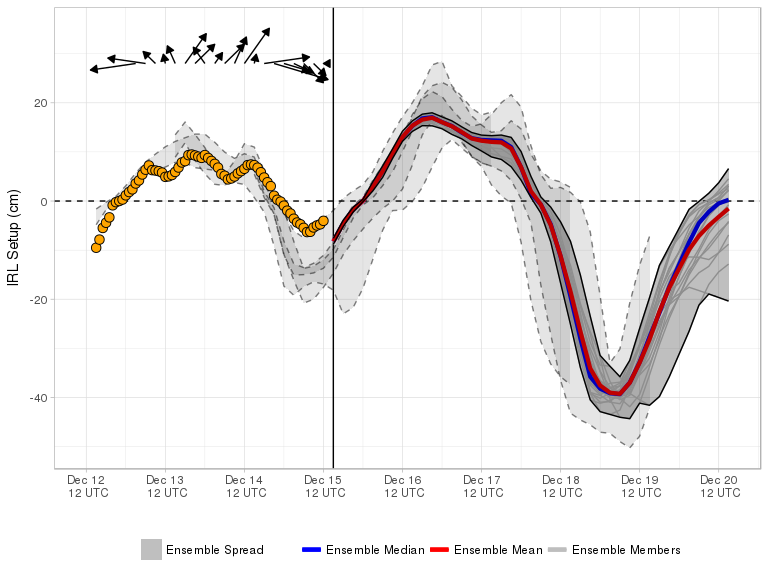 IRL Setup (cm)
20
0
-20
-40
Dec 12 Dec 13 Dec 14 Dec 15 Dec 16 Dec 17 Dec 18 Dec 19 Dec 20
12 UTC 12 UTC 12 UTC 12 UTC 12 UTC 12 UTC 12 UTC 12 UTC 12 UTC
Ensemble Spread Ensemble Median Ensemble Mean Ensemble Members